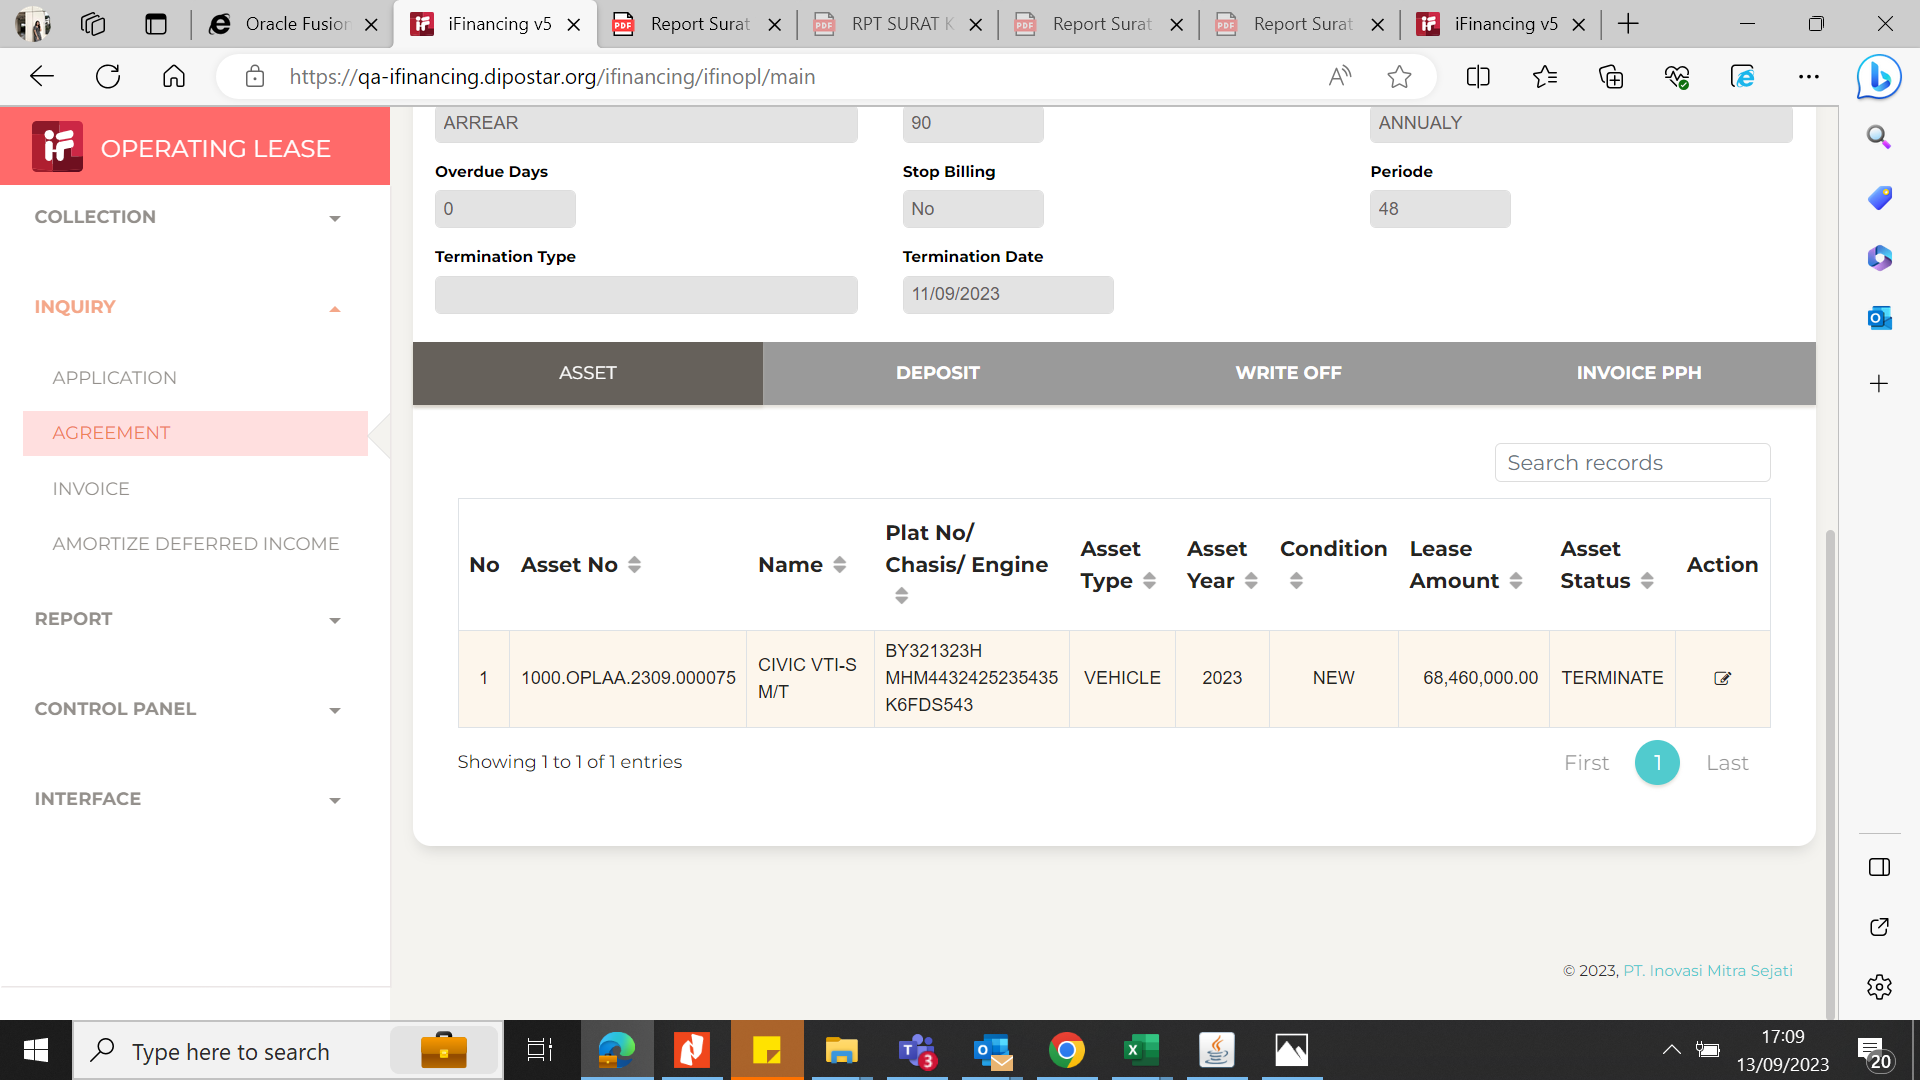 Oracle Fusion
iFinancing v5
Report Surat
RPT SURAT K
Report Surat
Report Surat
iFinancing v5
https://qa-ifinancing.dipostar.org/ifinancing/ifinopl/main
iF OPERATING LEASE
COLLECTION
INQUIRY
APPLICATION
AGREEMENT
INVOICE
AMORTIZE DEFERRED INCOME
REPORT
CONTROL PANEL
INTERFACE
ARREAR
90
ANNUALY
Overdue Days
Stop Billing
Periode
0
No
48
Termination Type
Termination Date
11/09/2023
ASSET
DEPOSIT
WRITE OFF
INVOICE PPH
Search records
No
Asset No
Name
Plat No/
Chasis/ Engine
Asset
Type
Asset
Year
Condition
Lease
Amount
Asset
Status
Action
1
1000.OPLAA.2309.000075
CIVIC VTI-S
M/T
BY321323H
MHM4432425235435
K6FDS543
VEHICLE
2023
NEW
68,460,000.00
TERMINATE
Showing 1 to 1 of 1 entries
First
1
Last
© 2023, PT. Inovasi Mitra Sejati
Type here to search
3
17:09
13/09/2023
20